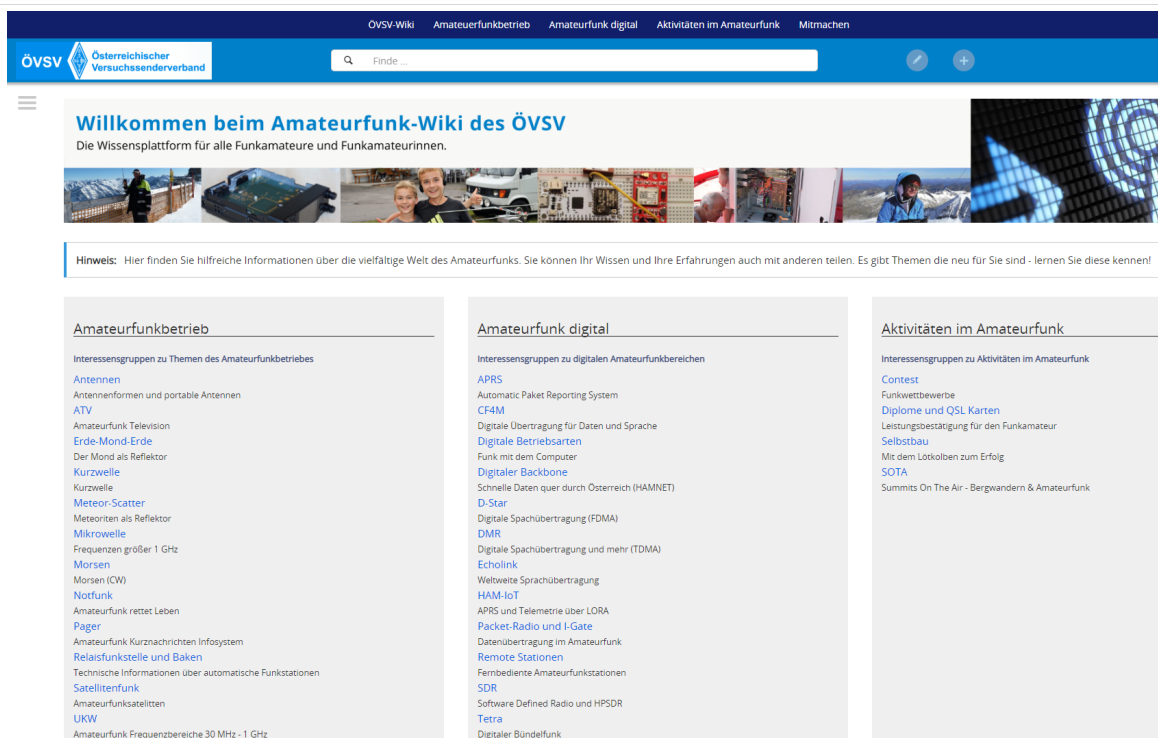 ÖVSV-Wiki Amateuerfunkbetrieb Amateurfunk digital Aktivitäten im Amateurfunk Mitmachen
ÖVSV Österreichischer
Versuchssenderverband
Finde ...
Willkommen beim Amateurfunk-Wiki des ÖVSV
Die Wissensplattform für alle Funkamateure und Funkamateurinnen.
Hinweis: Hier finden Sie hilfreiche Informationen über die vielfältige Welt des Amateurfunks. Sie können Ihr Wissen und Ihre Erfahrungen auch mit anderen teilen. Es gibt Themen die neu für Sie sind - lernen Sie diese kennen!
Amateurfunkbetrieb
Interessensgruppen zu Themen des Amateurfunkbetriebes
Antennen
Antennenformen und portable Antennen
ATV
Amateurfunk Television
Erde-Mond-Erde
Der Mond als Reflektor
Kurzwelle
Kurzwelle
Meteor-Scatter
Meteoriten als Reflektor
Mikrowelle
Frequenzen größer 1 GHz
Morsen
Morsen (CW)
Notfunk
Amateurfunk rettet Leben
Pager
Amateurfunk Kurznachrichten Infosystem
Relaisfunkstelle und Baken
Technische Informationen über automatische Funkstationen
Satellitenfunk
Amateurfunksatelitten
UKW
Amateurfunk Frequenzbereiche 30 MHz - 1 GHz
Amateurfunk digital
Interessensgruppen zu digitalen Amateurfunkbereichen
APRS
Automatic Paket Reporting System
CF4M
Digitale Übertragung für Daten und Sprache
Digitale Betriebsarten
Funk mit dem Computer
Digitaler Backbone
Schnelle Daten quer durch Österreich (HAMNET)
D-Star
Digitale Spachübertragung (FDMA)
DMR
Digitale Spachübertragung und mehr (TDMA)
Echolink
Weltweite Sprachübertragung
HAM-IoT
APRS und Telemetrie über LORA
Packet-Radio und I-Gate
Datenübertragung im Amateurfunk
Remote Stationen
Fernbediente Amateurfunkstationen
SDR
Software Defined Radio und HPSDR
Tetra
Digitaler Bündelfunk
Aktivitäten im Amateurfunk
Interessensgruppen zu Aktivitäten im Amateurfunk
Contest
Funkwettbewerbe
Diplome und QSL Karten
Leistungsbestätigung für den Funkamateur
Selbstbau
Mit dem Lötkolben zum Erfolg
SOTA
Summits On The Air - Bergwandern & Amateurfunk